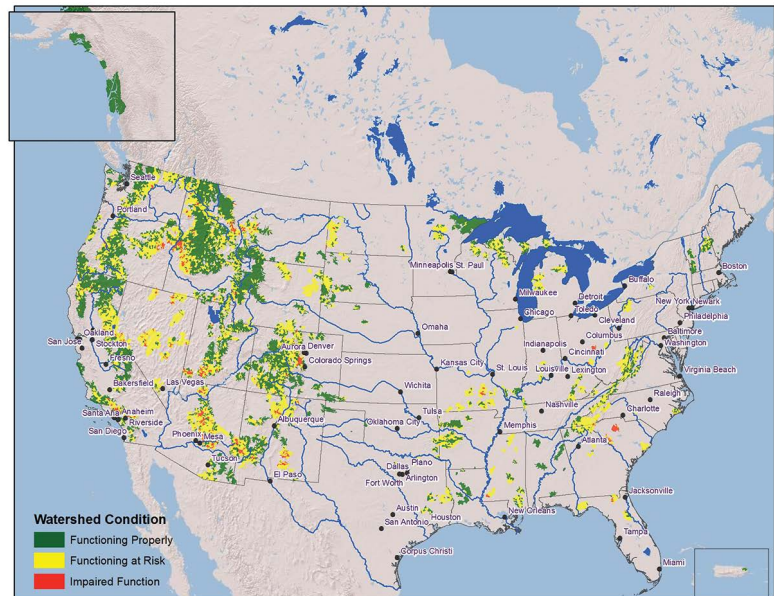 Seattle
Portland
Minneapolis St. Paul
Buffalo
Boston
Milwaukee
Detroit
New York
Newark
Chicago
Toledo
Cleveland
Philadelphia
Oakland
Stockton
San Jose
Omaha
Columbus
Baltimore
Washington
Indianapolis
Aurora Denver
Fresno
Colorado Springs
Kansas City
St. Louis
Cincinnati
Louisville
Lexington
Virginia Beach
Bakersfield
Las Vegas
Wichita
Raleigh
Santa Ana
Anaheim
Riverside
Tulsa
Nashville
Charlotte
San Diego
Albuquerque
Oklahoma City
Memphis
Phoenix
Mesa
Atlanta
Tucson
Plano
Dallas
Arlington
Fort Worth
El Paso
Jacksonville
Austin
Houston
New Orleans
San Antonio
Tampa
Corpus Christi
Miami
Watershed Condition
Functioning Properly
Functioning at Risk
Impaired Function